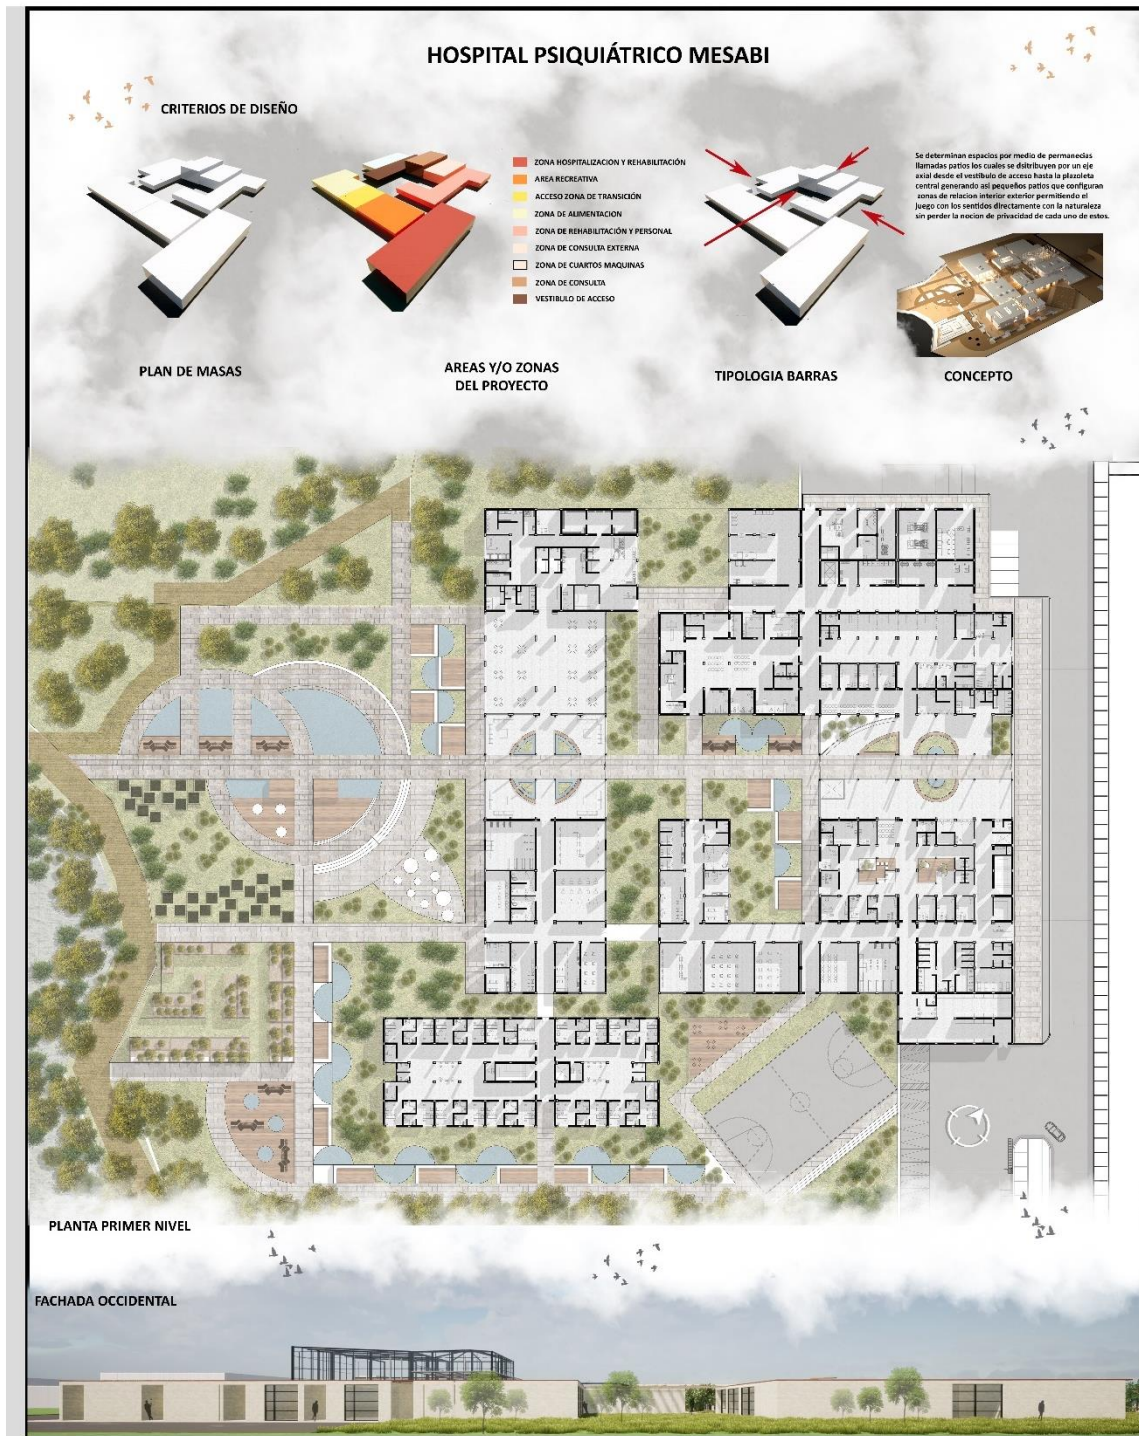 HOSPITAL PSIQUIÁTRICO MESABI
CRITERIOS DE DISEÑO
ZONA HOSPITALIZACION Y REHABILITACIÓN
AREA RECREATIVA
ACCESO ZONA DE TRANSICIÓN
ZONA DE ALIMENTACION
ZONA DE REHABILITACIÓN Y PERSONAL
ZONA DE CONSULTA EXTERNA
ZONA DE CUARTOS MAQUINAS
ZONA DE CONSULTA
VESTIBULO DE ACCESO
Se determinan espacios por medio de permanecias
llamadas patios los cuales se dsitribuyen por un eje
axial desde el vestibulo de acceso hasta la plazoleta
central generando asi pequeños patios que configuran
zonas de relacion interior exterior permitiendo el
juego con los sentidos directamente con la naturaleza
sin perder la nocion de privacidad de cada uno de estos.
PLAN DE MASAS
AREAS Y/O ZONAS
DEL PROYECTO
TIPOLOGIA BARRAS
CONCEPTO
PLANTA PRIMER NIVEL
FACHADA OCCIDENTAL